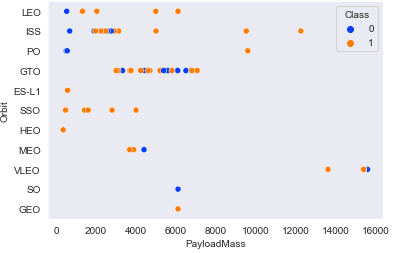 LEO
ISS
PO
GTO
ES-L1
SSO
HEO
MEO
VLEO
SO
GEO
Orbit
Class
0
1
0 2000 4000 6000 8000 10000 12000 14000 16000
PayloadMass